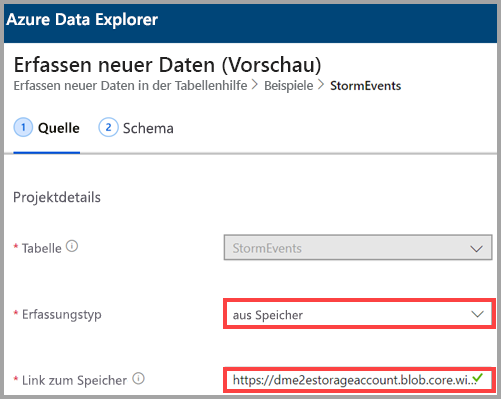 Azure Data Explorer
Erfassen neuer Daten (Vorschau)
Erfassen neuer Daten in der Tabellenhilfe > Beispiele > StormEvents
1 Quelle 2 Schema
Projektdetails
* Tabelle StormEvents
* Erfassungstyp aus Speicher
* Link zum Speicher https://dme2estorageaccount.blob.core.wi...